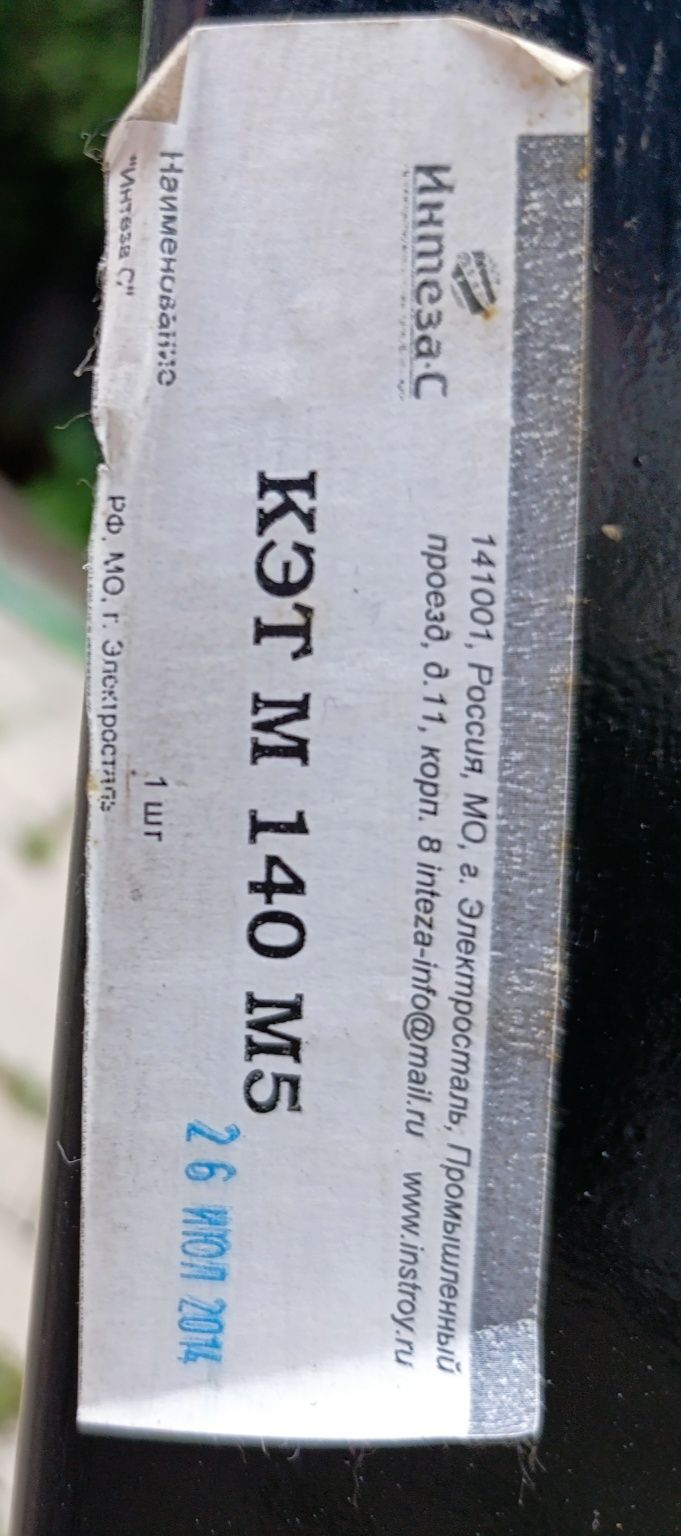 Интеза·С
141001, Россия, МО, г. Электросталь, Промышленный
проезд, д.11, корп. 8 inteza-info@mail.ru www.instroy.ru
КЭТ М 140 М5
26 ИЮЛ 2014
Наименование
1 шт
"Интеза С"
РФ, МО, г. Электросталь